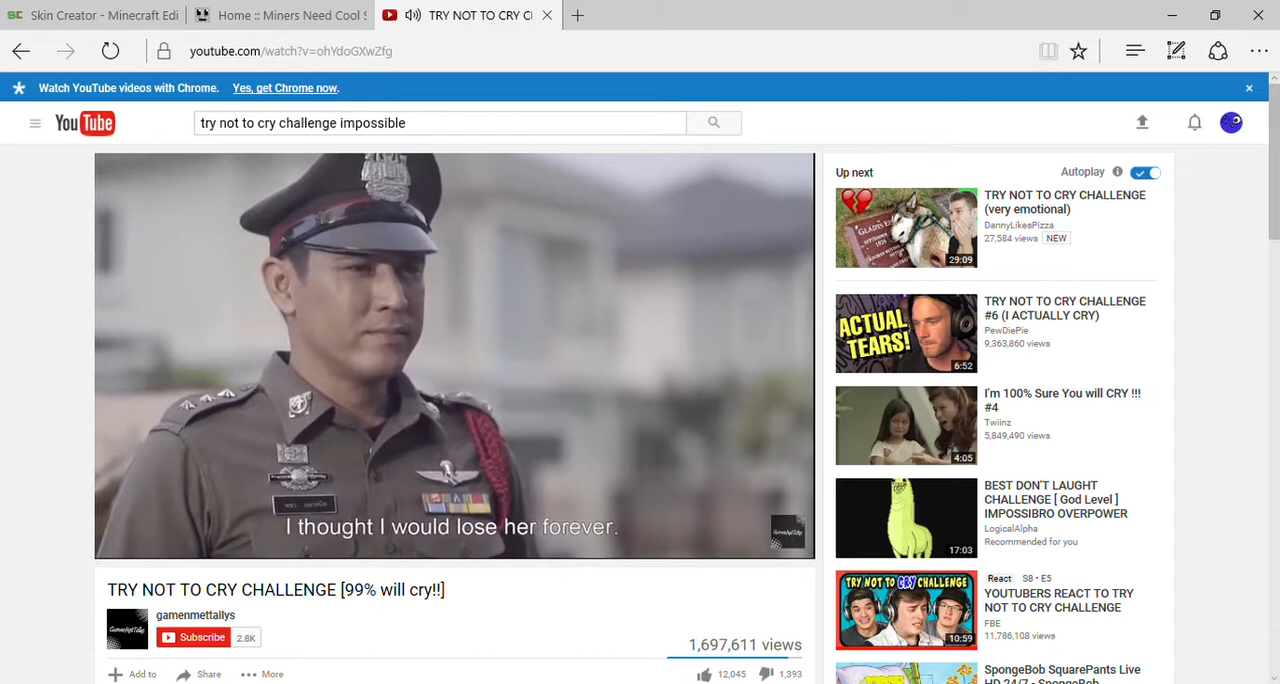 Skin Creator - Minecraft Edi
Home :: Miners Need Cool S
TRY NOT TO CRY C
youtube.com/watch?v=ohYdoGXwZfg
Watch YouTube videos with Chrome. Yes, get Chrome now.
YouTube
try not to cry challenge impossible
I thought I would lose her forever.
TRY NOT TO CRY CHALLENGE [99% will cry!!]
gamenmettallys
Subscribe 2.8K
1,697,611 views
Add to Share More
12,045 1,393
Up next
Autoplay
TRY NOT TO CRY CHALLENGE
(very emotional)
DannyLikesPizza
27,584 views NEW
29:09
ACTUAL
TEARS!
6:52
TRY NOT TO CRY CHALLENGE
#6 (I ACTUALLY CRY)
PewDiePie
9,363,860 views
4:05
I'm 100% Sure You will CRY !!!
#4
Twiinz
5,849,490 views
17:03
BEST DON'T LAUGHT
CHALLENGE [ God Level ]
IMPOSSIBRO OVERPOWER
LogicalAlpha
Recommended for you
TRY NOT TO CRY CHALLENGE
10:59
React S8 • E5
YOUTUBERS REACT TO TRY
NOT TO CRY CHALLENGE
FBE
11,786,108 views
SpongeBob SquarePants Live